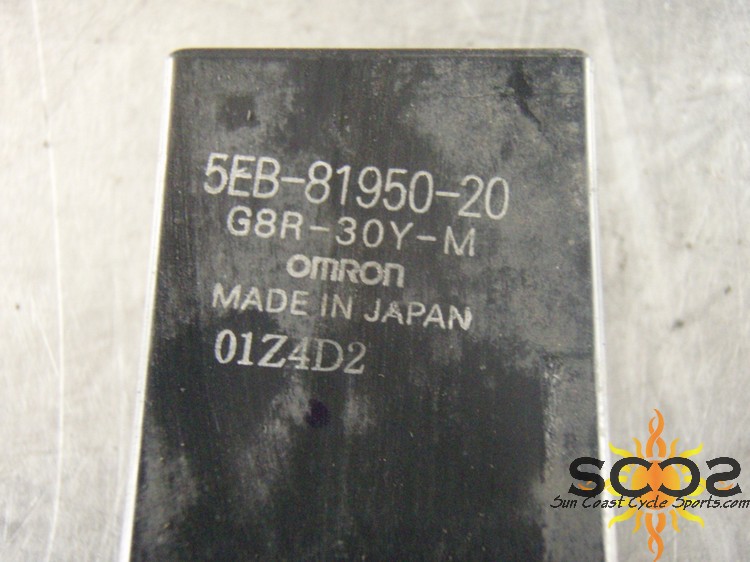 5EB-81950-20
G8R-30Y-M
omron
MADE IN JAPAN
01Z4D2
SCCS
Sun Coast Cycle Sports.com